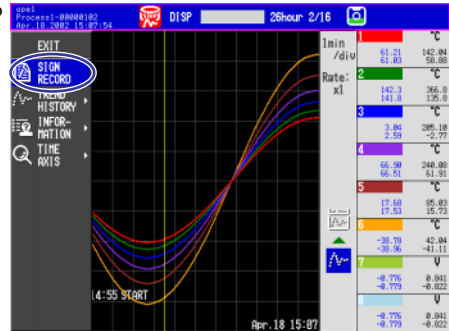 opel
Process1-00000102
Apr.18.2002 15:07:54
DISP
26hour 2/16
EXIT
SIGN
RECORD
TREND
HISTORY
INFOR-
MATION
TIME
AXIS
14:55 START
Apr.18 15:07
1min
/div
Rate:
x1
1 °C
61.21 142.04
61.03 58.88
2 °C
142.3 366.8
141.8 135.8
3 °C
3.04 205.10
2.59 -2.77
4 °C
66.90 240.08
66.51 61.91
5 °C
17.68 85.03
17.53 15.73
6 °C
-38.78 42.04
-38.96 -41.11
7 V
-0.776 0.841
-0.779 -0.822
8 V
-0.776 0.841
-0.779 -0.822